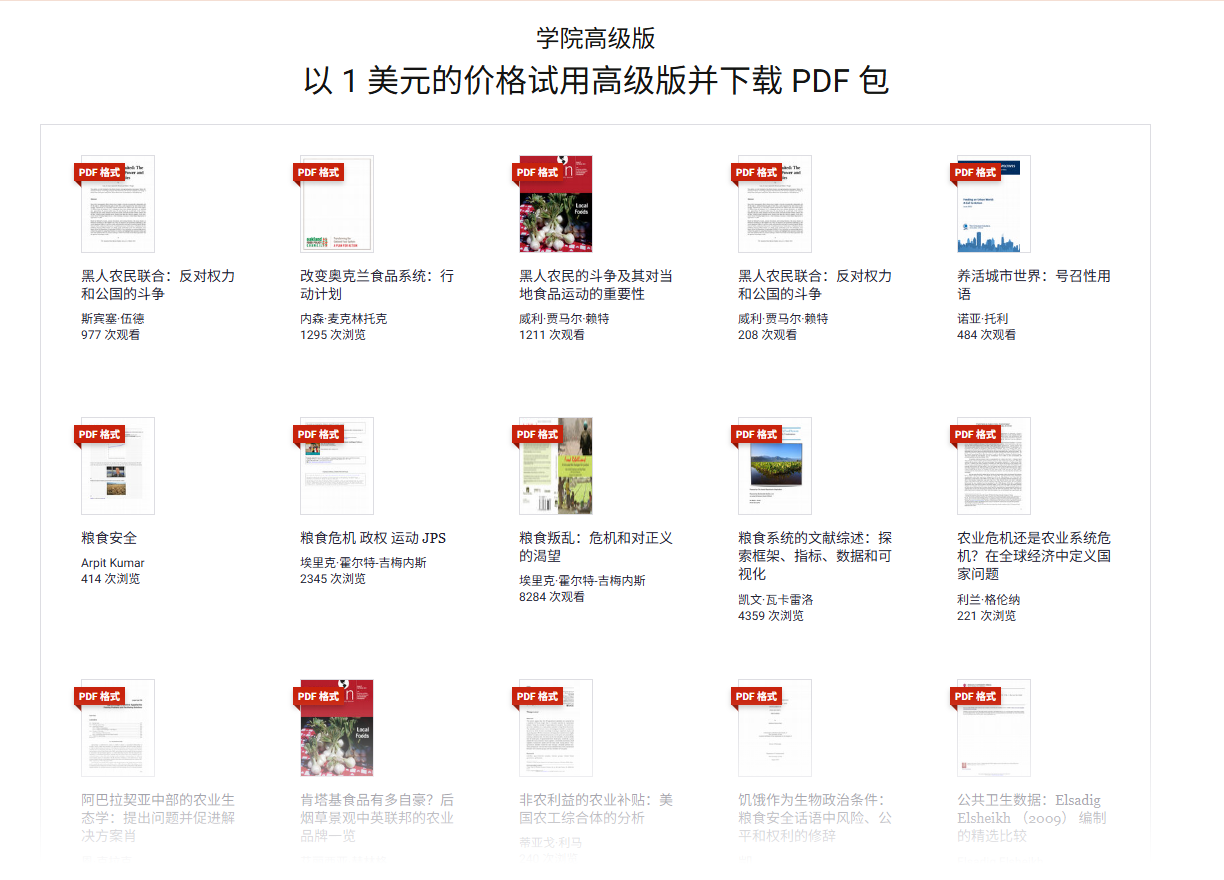 学院高级版
以 1 美元的价格试用高级版并下载 PDF 包
PDF 格式
PDF 格式
PDF 格式
PDF 格式
PDF 格式
Local
Foods
黑人农民联合：反对权力
和公国的斗争
斯宾塞·伍德
977 次观看
改变奥克兰食品系统：行
动计划
内森·麦克林托克
1295 次浏览
黑人农民的斗争及其对当
地食品运动的重要性
威利·贾马尔·赖特
1211 次观看
黑人农民联合：反对权力
和公国的斗争
威利·贾马尔·赖特
208 次观看
养活城市世界：号召性用
语
诺亚·托利
484 次观看
PDF 格式
PDF 格式
PDF 格式
PDF 格式
PDF 格式
粮食安全
Arpit Kumar
414 次浏览
粮食危机 政权 运动 JPS
埃里克·霍尔特-吉梅内斯
2345 次浏览
粮食叛乱：危机和对正义
的渴望
埃里克·霍尔特-吉梅内斯
8284 次观看
粮食系统的文献综述：探
索框架、指标、数据和可
视化
凯文·瓦卡雷洛
4359 次浏览
农业危机还是农业系统危
机？在全球经济中定义国
家问题
利兰·格伦纳
221 次浏览
PDF 格式
PDF 格式
PDF 格式
PDF 格式
PDF 格式
Local
Foods
阿巴拉契亚中部的农业生
态学：提出问题并促进解
决方案肖
肯塔基食品有多自豪？后
烟草景观中英联邦的农业
品牌一览
非农利益的农业补贴：美
国农工综合体的分析
蒂亚戈·利马
饥饿作为生物政治条件：
粮食安全话语中风险、公
平和权利的修辞
公共卫生数据：Elsadig
Elsheikh （2009） 编制
的精选比较